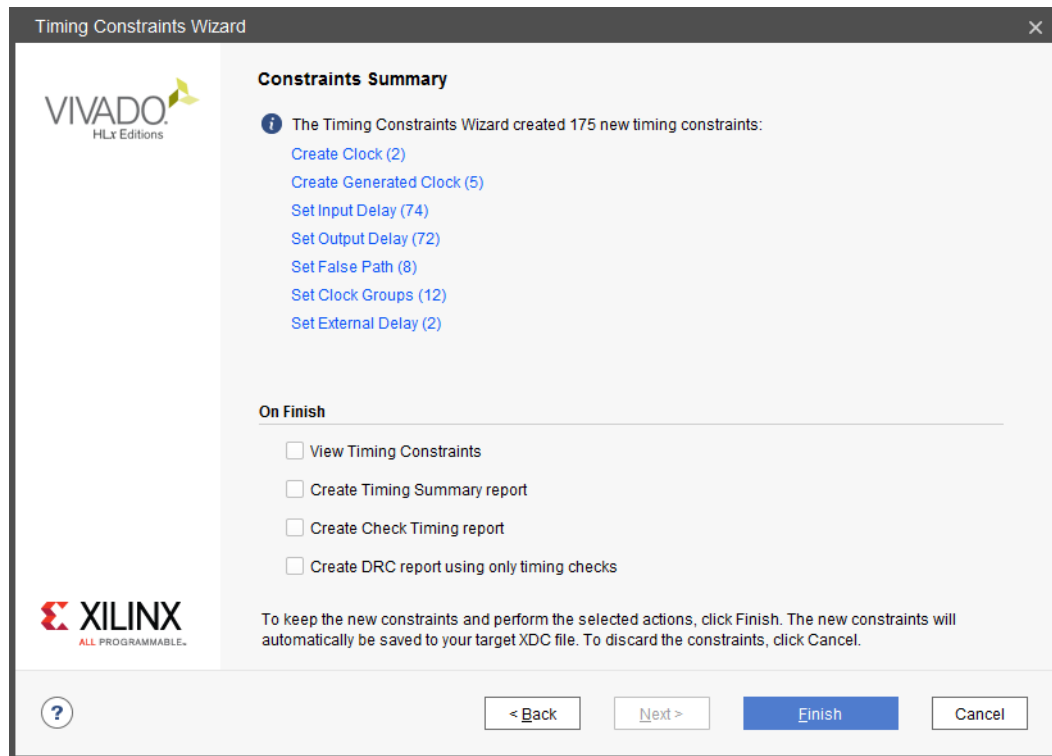 Timing Constraints Wizard
VIVADO.
HLx Editions
Constraints Summary
The Timing Constraints Wizard created 175 new timing constraints:
Create Clock (2)
Create Generated Clock (5)
Set Input Delay (74)
Set Output Delay (72)
Set False Path (8)
Set Clock Groups (12)
Set External Delay (2)
On Finish
View Timing Constraints
Create Timing Summary report
Create Check Timing report
Create DRC report using only timing checks
To keep the new constraints and perform the selected actions, click Finish. The new constraints will
automatically be saved to your target XDC file. To discard the constraints, click Cancel.
XILINX
ALL PROGRAMMABLE.
? < Back Next > Finish Cancel